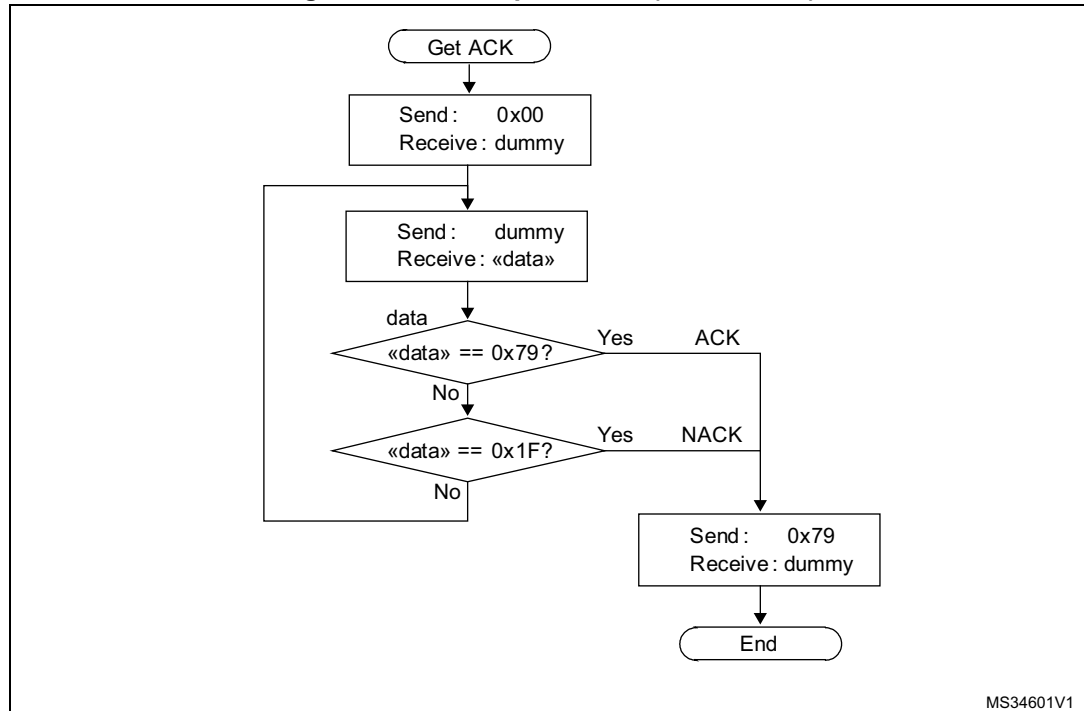 Get ACK
Send : 0x00
Receive : dummy
Send : dummy
Receive : «data»
data
«data» == 0x79?
Yes ACK
No
«data» == 0x1F?
Yes NACK
No
Send : 0x79
Receive : dummy
End
MS34601V1